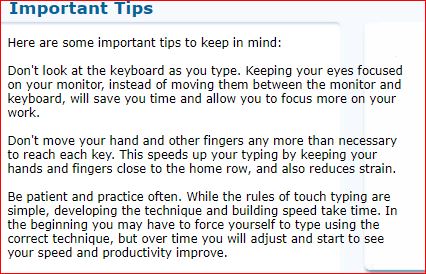 Important Tips
Here are some important tips to keep in mind:
Don't look at the keyboard as you type. Keeping your eyes focused
on your monitor, instead of moving them between the monitor and
keyboard, will save you time and allow you to focus more on your
work.
Don't move your hand and other fingers any more than necessary
to reach each key. This speeds up your typing by keeping your
hands and fingers close to the home row, and also reduces strain.
Be patient and practice often. While the rules of touch typing are
simple, developing the technique and building speed take time. In
the beginning you may have to force yourself to type using the
correct technique, but over time you will adjust and start to see
your speed and productivity improve.